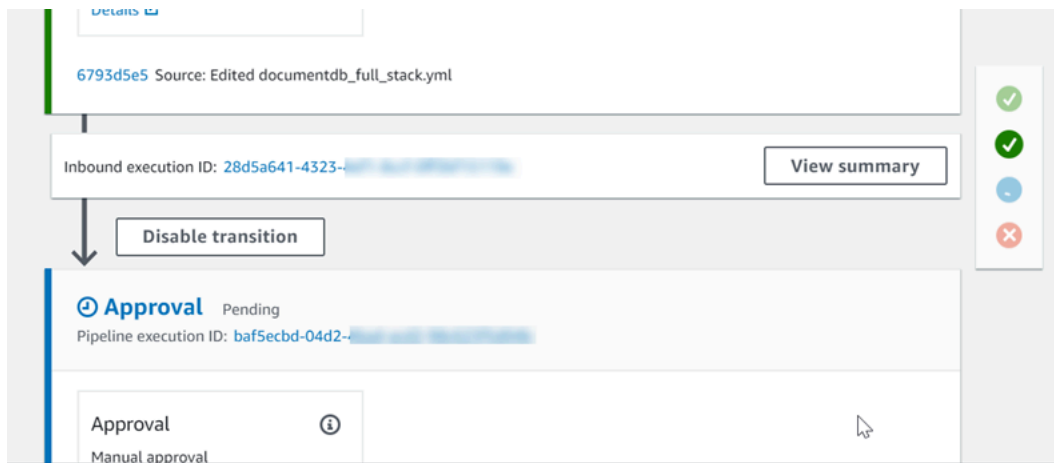 Details
6793d5e5 Source: Edited documentdb_full_stack.yml
Inbound execution ID: 28d5a641-4323-
View summary
Disable transition
Approval Pending
Pipeline execution ID: baf5ecbd-04d2-
Approval
Manual approval